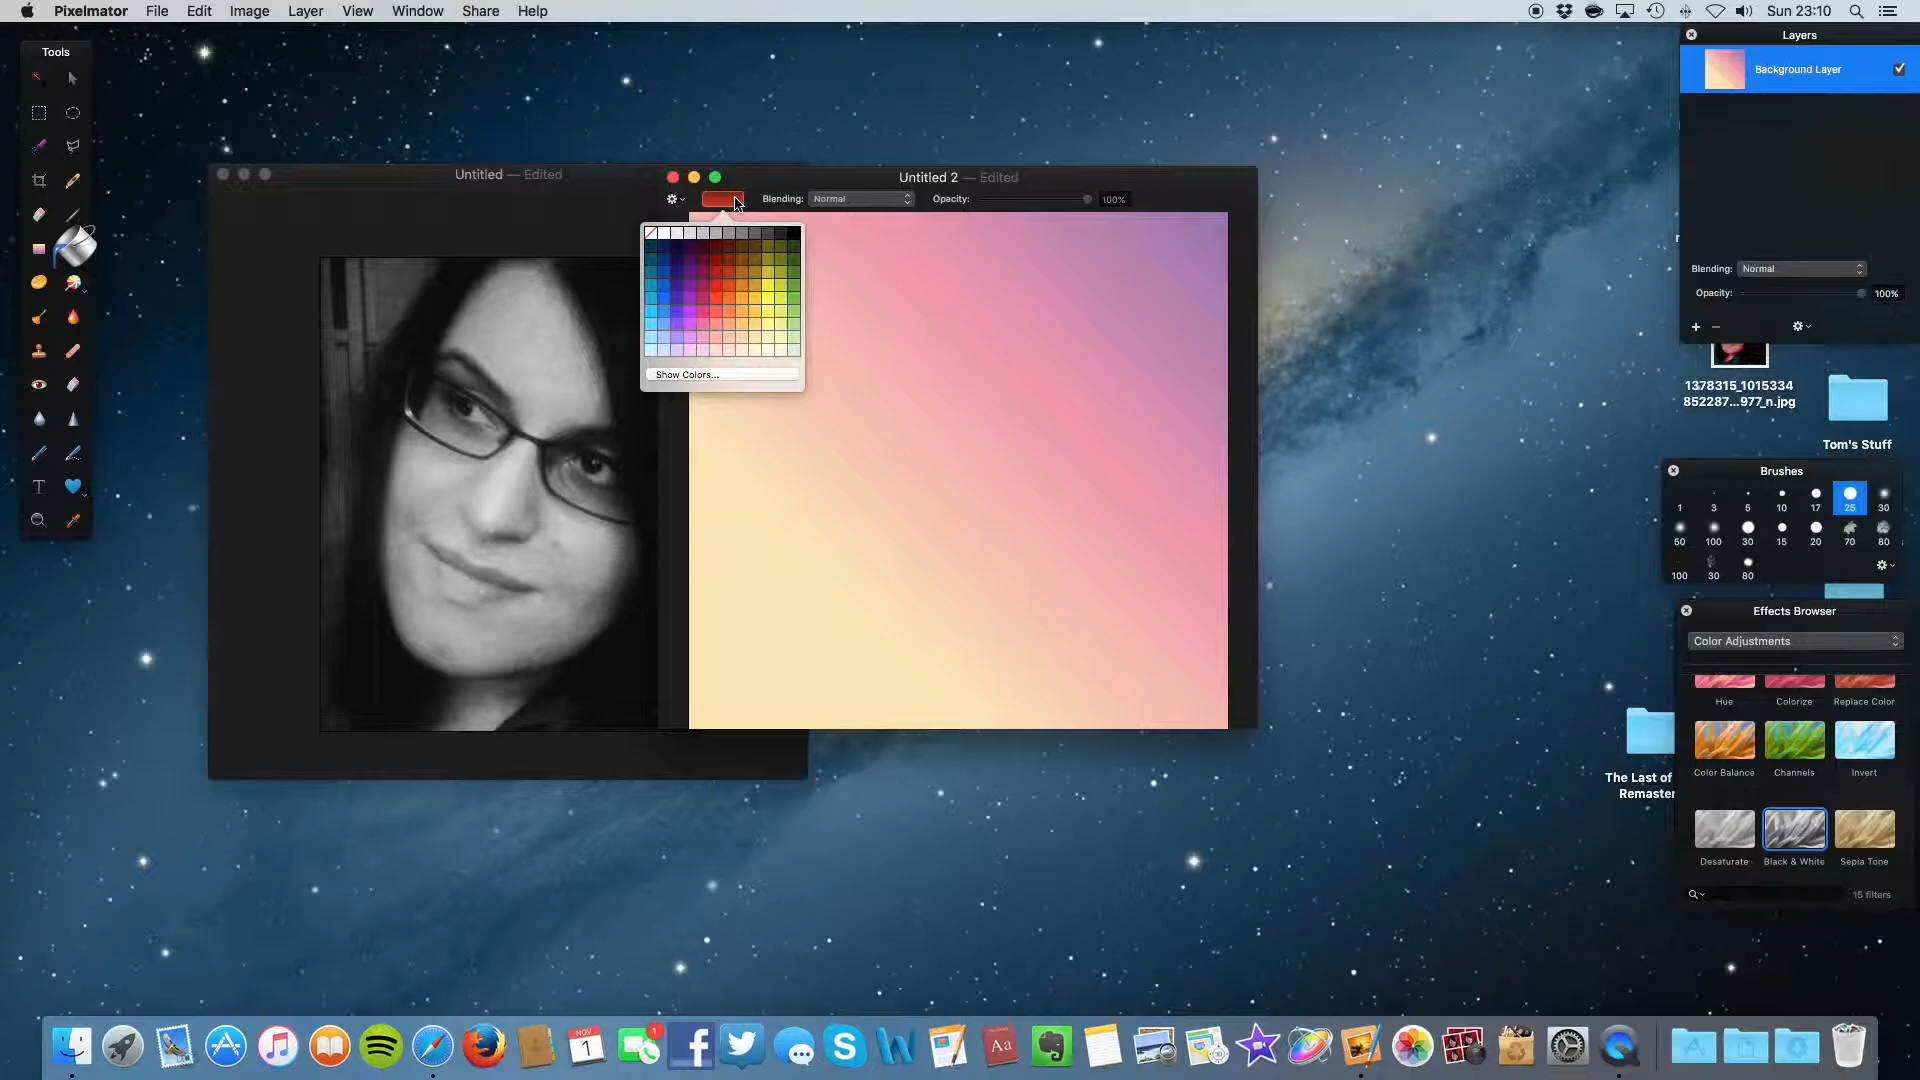 Pixelmator File Edit Image Layer View Window Share Help
Sun 23:10
Tools
Untitled — Edited
Untitled 2 — Edited
Blending: Normal
Opacity: 100%
Show Colors...
Layers
Background Layer
Blending: Normal
Opacity: 100%
1378315_1015334
852287...977_n.jpg
Tom's Stuff
Brushes
1 3 5 10 17 25 30
50 100 30 15 20 70 80
100 30 80
Effects Browser
Color Adjustments
Hue Colorize Replace Color
Color Balance Channels Invert
Desaturate Black & White Sepia Tone
15 filters
The Last of
Remaster
T
NOV
1
1
Aa